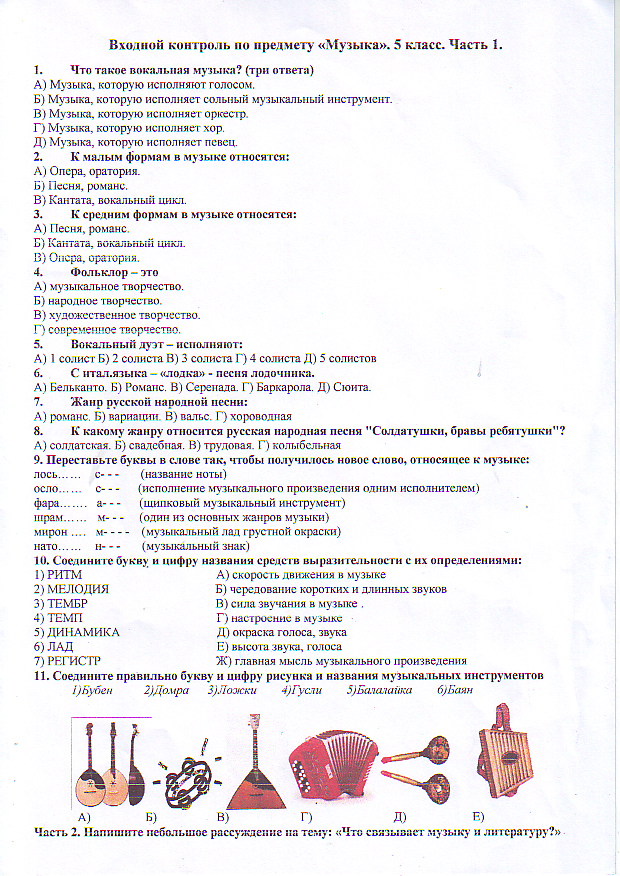 Входной контроль по предмету «Музыка». 5 класс. Часть 1.
1. Что такое вокальная музыка? (три ответа)
А) Музыка, которую исполняют голосом.
Б) Музыка, которую исполняет сольный музыкальный инструмент.
В) Музыка, которую исполняет оркестр.
Г) Музыка, которую исполняет хор.
Д) Музыка, которую исполняет певец.
2. К малым формам в музыке относятся:
А) Опера, оратория.
Б) Песня, романс.
В) Кантата, вокальный цикл.
3. К средним формам в музыке относятся:
А) Песня, романс.
Б) Кантата, вокальный цикл.
В) Опера, оратория.
4. Фольклор – это
А) музыкальное творчество.
Б) народное творчество.
В) художественное творчество.
Г) современное творчество.
5. Вокальный дуэт – исполняют:
А) 1 солист Б) 2 солиста В) 3 солиста Г) 4 солиста Д) 5 солистов
6. С итал.языка – «лодка» - песня лодочника.
А) Бельканто. Б) Романс. В) Серенада. Г) Баркарола. Д) Сюита.
7. Жанр русской народной песни:
А) романс. Б) вариации. В) вальс. Г) хороводная
8. К какому жанру относится русская народная песня "Солдатушки, бравы ребятушки"?
А) солдатская. Б) свадебная. В) трудовая. Г) колыбельная
9. Переставьте буквы в слове так, чтобы получилось новое слово, относящее к музыке:
лось…… с- - - (название ноты)
осло…… с- - - (исполнение музыкального произведения одним исполнителем)
фара……. а- - - (щипковый музыкальный инструмент)
шрам…… м- - - (один из основных жанров музыки)
мирон …. м- - - - (музыкальный лад грустной окраски)
нато…… н- - - (музыкальный знак)
10. Соедините букву и цифру названия средств выразительности с их определениями:
1) РИТМ А) скорость движения в музыке
2) МЕЛОДИЯ Б) чередование коротких и длинных звуков
3) ТЕМБР В) сила звучания в музыке .
4) ТЕМП Г) настроение в музыке
5) ДИНАМИКА Д) окраска голоса, звука
6) ЛАД Е) высота звука, голоса
7) РЕГИСТР Ж) главная мысль музыкального произведения
11. Соедините правильно букву и цифру рисунка и названия музыкальных инструментов
1)Бубен 2)Домра 3)Ложки 4)Гусли 5)Балалайка 6)Баян
А) Б) В) Г) Д) Е)
Часть 2. Напишите небольшое рассуждение на тему: «Что связывает музыку и литературу?»